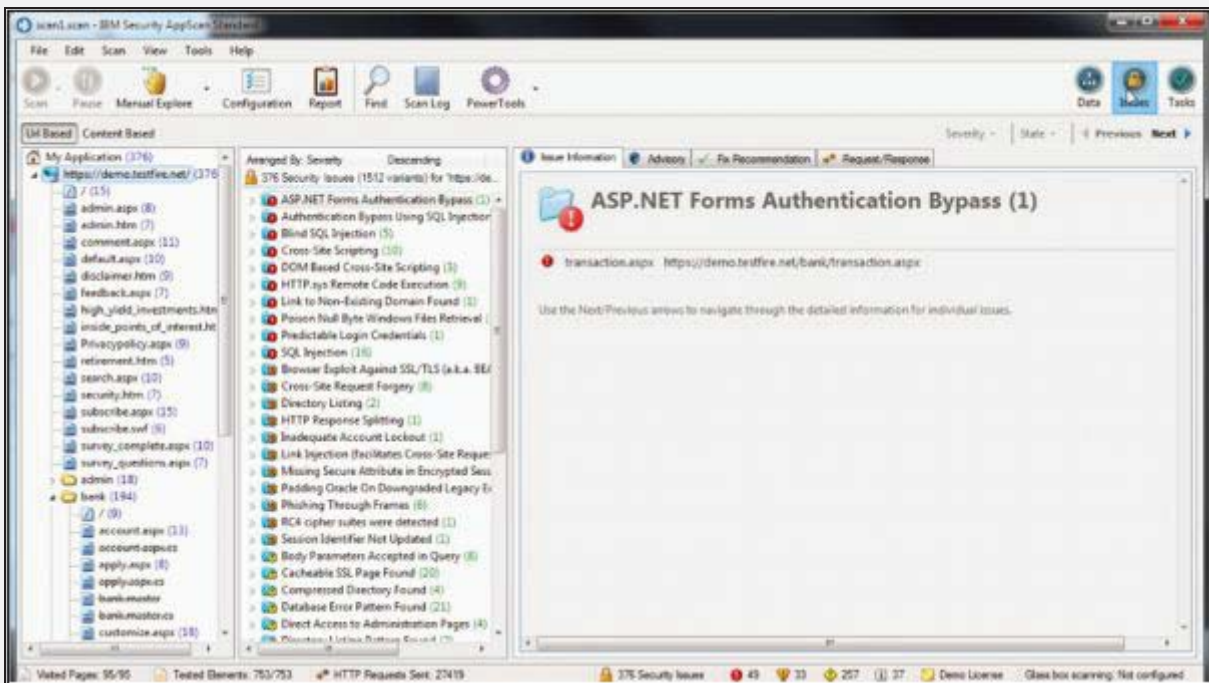 scan1.scan - IBM Security AppScan Standard
File Edit Scan View Tools Help
Scan Pause Manual Explore Configuration Report Find Scan Log PowerTools Data Issues Tasks
Url Based Content Based Severity State Previous Next
My Application (376)
https://demo.testfire.net/ (376
/ (15)
admin.aspx (8)
admin.htm (7)
comment.aspx (11)
default.aspx (10)
disclaimer.htm (9)
feedback.aspx (7)
high_yield_investments.htm
inside_points_of_interest.ht
Privacypolicy.aspx (9)
retirement.htm (5)
search.aspx (10)
security.htm (7)
subscribe.aspx (15)
subscribe.swf (6)
survey_complete.aspx (10)
survey_questions.aspx (7)
admin (18)
bank (194)
/ (9)
account.aspx (13)
account.aspx.cs
apply.aspx (8)
apply.aspx.cs
bank.master
bank.master.cs
customize.aspx (18)
Arranged By: Severity Descending
376 Security Issues (1512 variants) for 'https://de...
ASP.NET Forms Authentication Bypass (1)
Authentication Bypass Using SQL Injection
Blind SQL Injection (5)
Cross-Site Scripting (10)
DOM Based Cross-Site Scripting (3)
HTTP.sys Remote Code Execution (9)
Link to Non-Existing Domain Found (1)
Poison Null Byte Windows Files Retrieval
Predictable Login Credentials (1)
SQL Injection (16)
Browser Exploit Against SSL/TLS (a.k.a. BEA
Cross-Site Request Forgery (8)
Directory Listing (2)
HTTP Response Splitting (1)
Inadequate Account Lockout (1)
Link Injection (facilitates Cross-Site Reque
Missing Secure Attribute in Encrypted Sess
Padding Oracle On Downgraded Legacy E
Phishing Through Frames (6)
RC4 cipher suites were detected (1)
Session Identifier Not Updated (1)
Body Parameters Accepted in Query (8)
Cacheable SSL Page Found (20)
Compressed Directory Found (4)
Database Error Pattern Found (21)
Direct Access to Administration Pages (4)
Directory Listing Pattern Found (2)
Issue Information Advisory Fix Recommendation Request/Response
ASP.NET Forms Authentication Bypass (1)
transaction.aspx https://demo.testfire.net/bank/transaction.aspx
Use the Next/Previous arrows to navigate through the detailed information for individual issues.
Visited Pages: 95/95 Tested Elements: 753/753 HTTP Requests Sent: 27419 376 Security Issues 49 33 257 37 Demo License Glass box scanning: Not configured